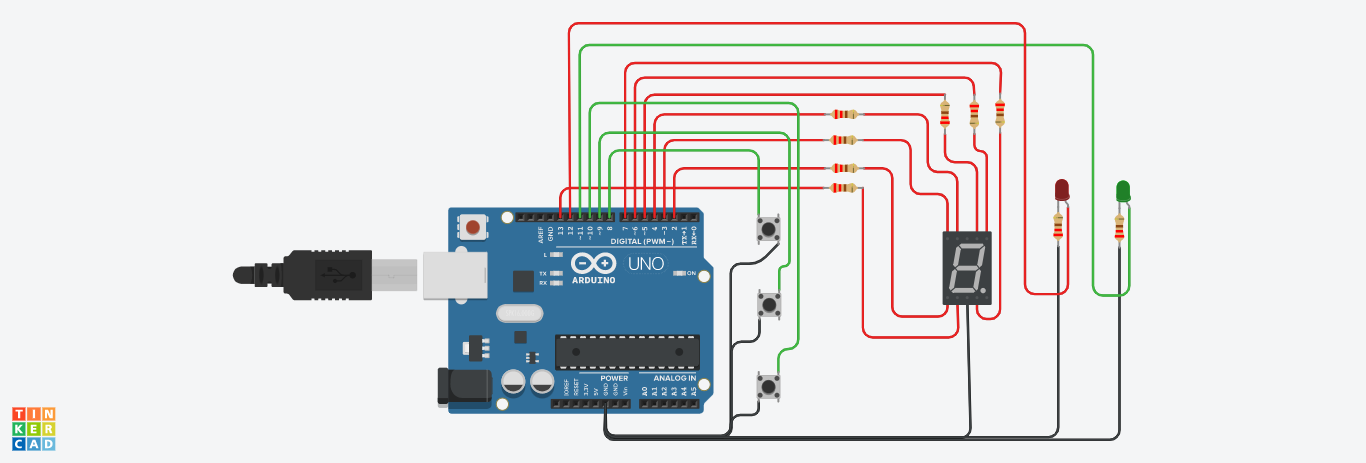 AREF
GND
13
12
~11
~10
~9
8
7
~6
~5
4
~3
2
TX→1
RX←0
DIGITAL (PWM~)
L
TX
RX
ARDUINO
UNO
ON
POWER
ANALOG IN
IOREF
RESET
3.3V
5V
GND
GND
Vin
A0
A1
A2
A3
A4
A5
TIN
KER
CAD